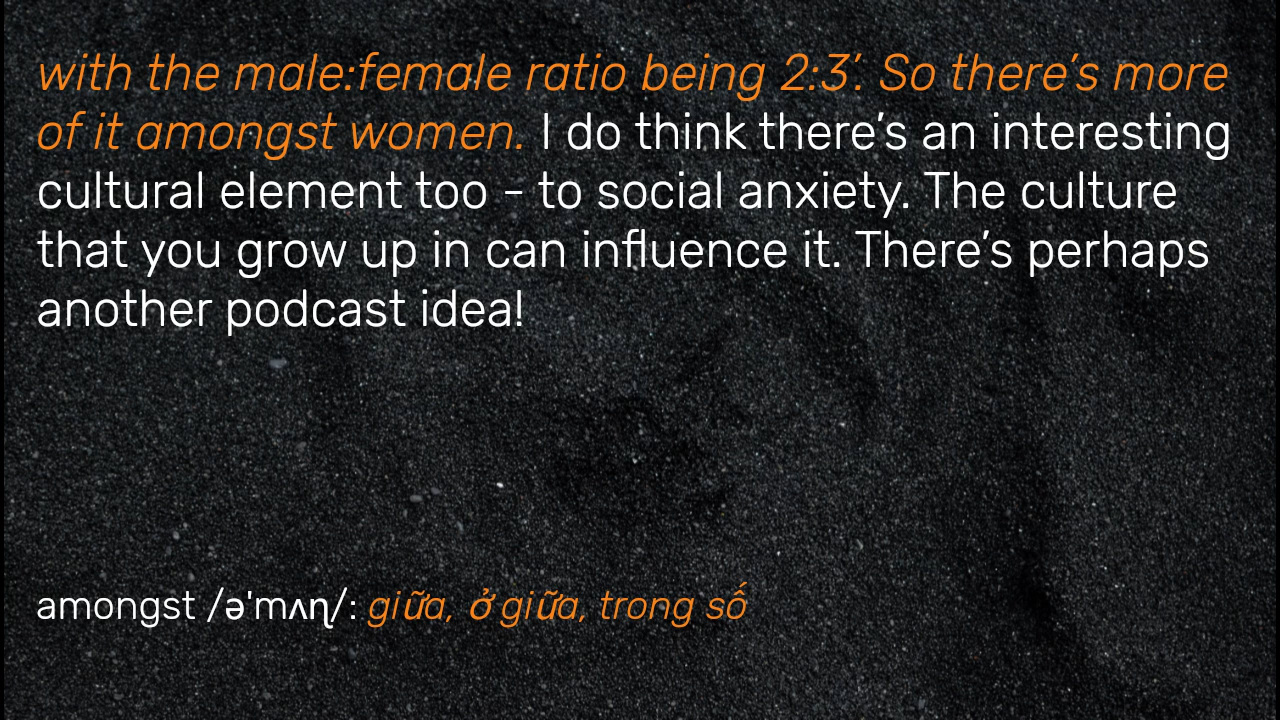 with the male:female ratio being 2:3’. So there’s more
of it amongst women. I do think there’s an interesting
cultural element too - to social anxiety. The culture
that you grow up in can influence it. There’s perhaps
another podcast idea!
amongst /ə'mʌɳ/: giữa, ở giữa, trong số